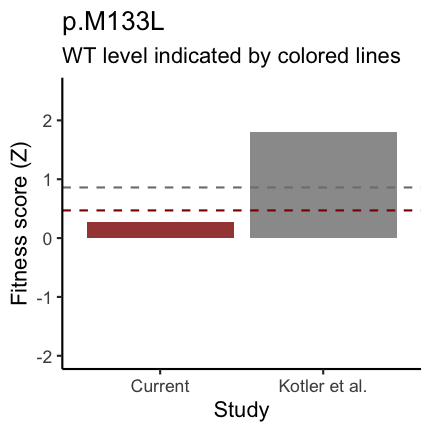 p.M133L
WT level indicated by colored lines
Fitness score (Z)
2
1
0
-1
-2
Current
Kotler et al.
Study